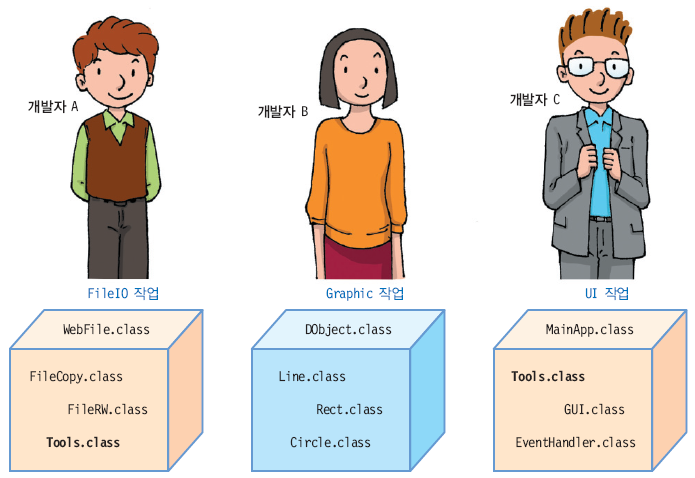 개발자 A
개발자 B
개발자 C
FileIO 작업
WebFile.class
FileCopy.class
FileRW.class
Tools.class
Graphic 작업
DObject.class
Line.class
Rect.class
Circle.class
UI 작업
MainApp.class
Tools.class
GUI.class
EventHandler.class